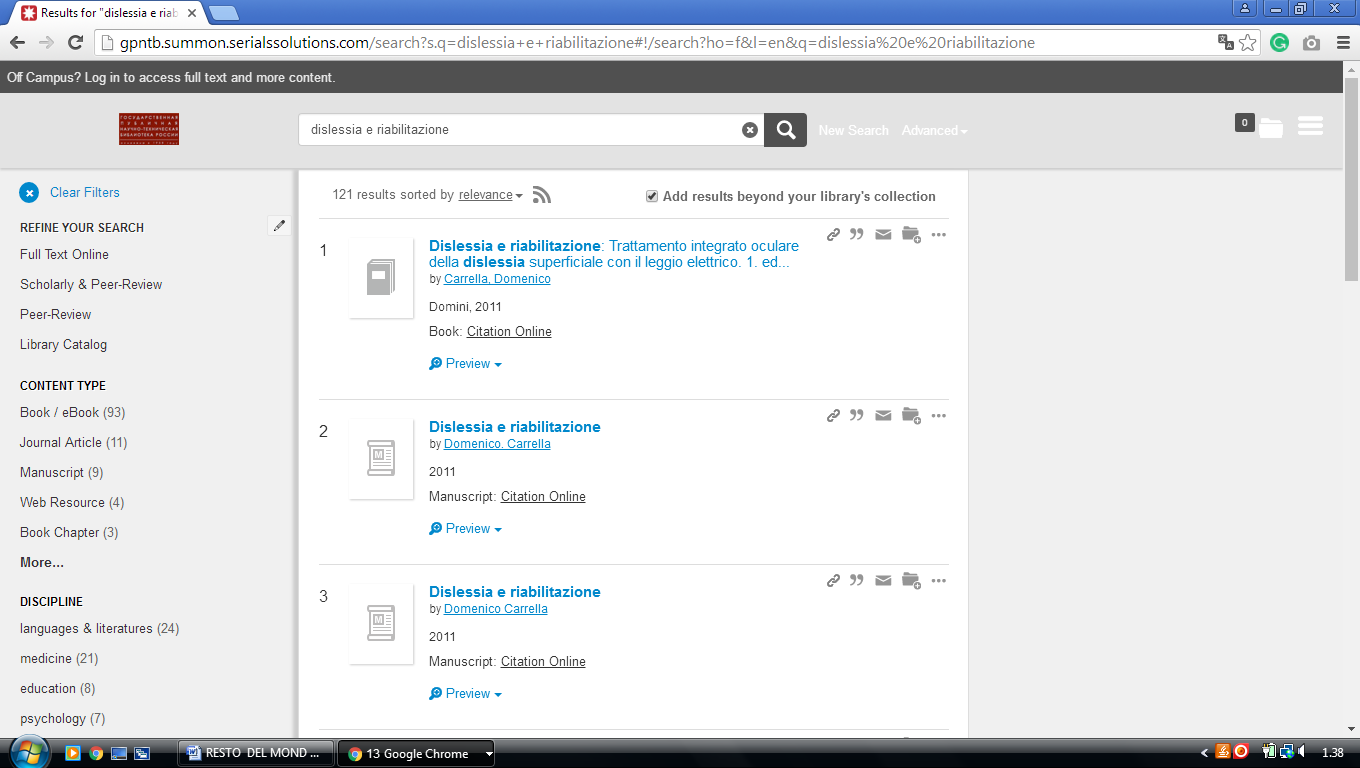 Results for "dislessia e riab
gpntb.summon.serialssolutions.com/search?s.q=dislessia+e+riabilitazione#!/search?ho=f&l=en&q=dislessia%20e%20riabilitazione
Off Campus? Log in to access full text and more content.
ГОСУДАРСТВЕННАЯ
ПУБЛИЧНАЯ
НАУЧНО-ТЕХНИЧЕСКАЯ
БИБЛИОТЕКА РОССИИ
dislessia e riabilitazione
New Search
Advanced
0
Clear Filters
REFINE YOUR SEARCH
Full Text Online
Scholarly & Peer-Review
Peer-Review
Library Catalog
CONTENT TYPE
Book / eBook (93)
Journal Article (11)
Manuscript (9)
Web Resource (4)
Book Chapter (3)
More...
DISCIPLINE
languages & literatures (24)
medicine (21)
education (8)
psychology (7)
121 results sorted by relevance
Add results beyond your library's collection
1
Dislessia e riabilitazione: Trattamento integrato oculare
della dislessia superficiale con il leggio elettrico. 1. ed...
by Carrella, Domenico
Domini, 2011
Book: Citation Online
Preview
2
Dislessia e riabilitazione
by Domenico. Carrella
2011
Manuscript: Citation Online
Preview
3
Dislessia e riabilitazione
by Domenico Carrella
2011
Manuscript: Citation Online
Preview
RESTO DEL MOND ...
13 Google Chrome
1.38